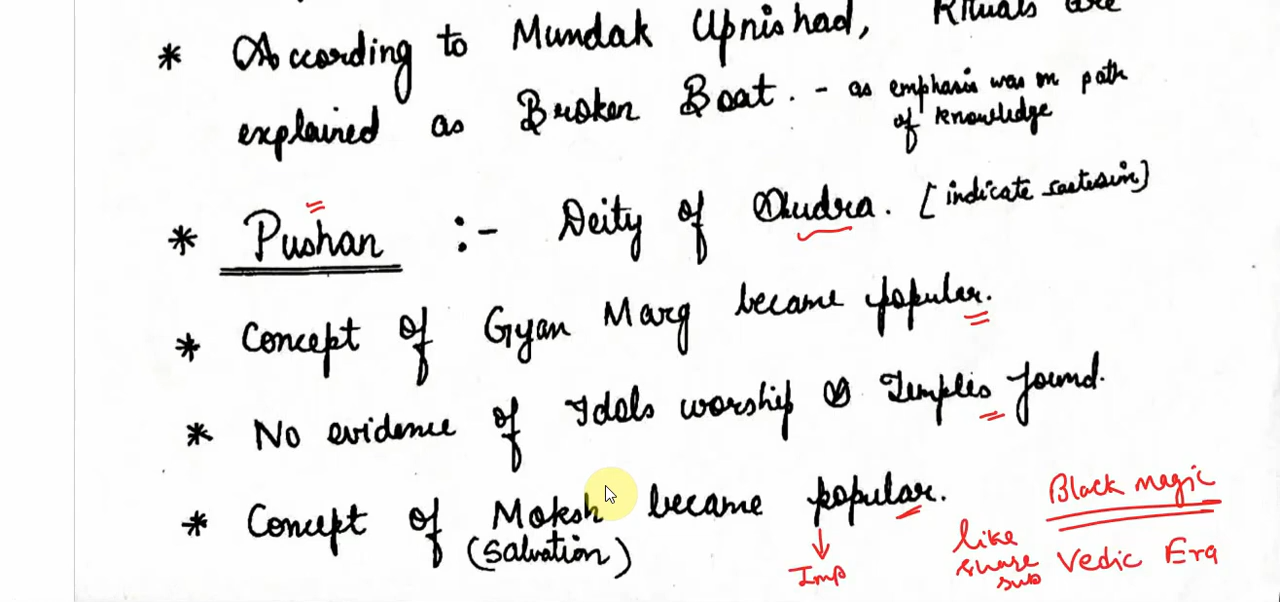 * According to Mundak Upnishad, Rituals are
explained as Broken Boat. - as emphasis was on path
of knowledge
* Pushan :- Deity of Shudra. [indicate casteism]
* Concept of Gyan Marg became popular.
* No evidence of Idols worship & Temples found.
* Concept of Moksh became popular.
(Salvation)
Imp
Black magic
like
share
sub
Vedic Era